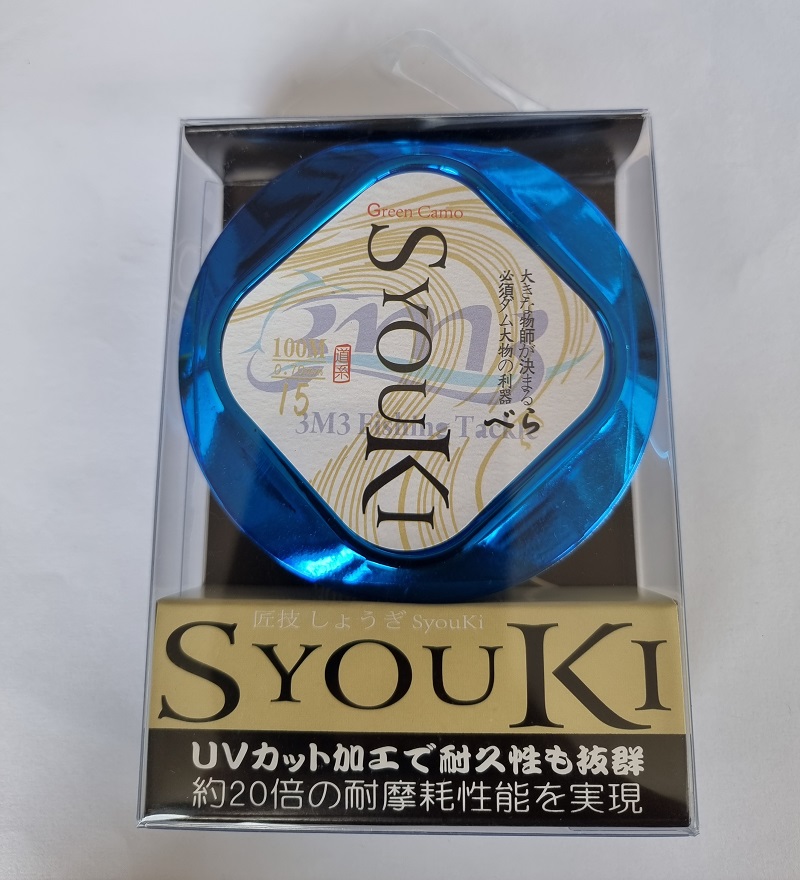 Green Camo
SYOUKI
大きな物師が決まる
必須ダム大物の利器
べら
3m3
100
道糸
15
3M3 Fishing Tackle
匠技 しょうぎ SyouKi
SYOUKI
UVカット加工で耐久性も抜群
約20倍の耐摩耗性能を実現